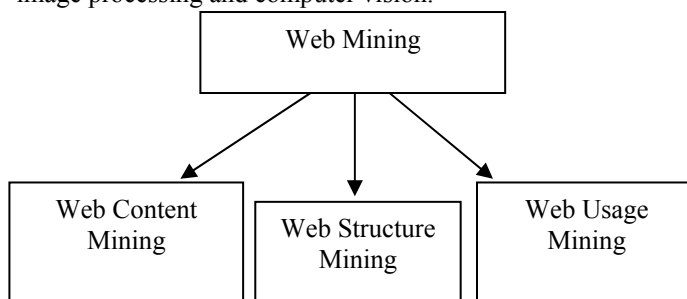 image processing and computer vision.
Web Mining
Web Content
Mining
Web Structure
Mining
Web Usage
Mining